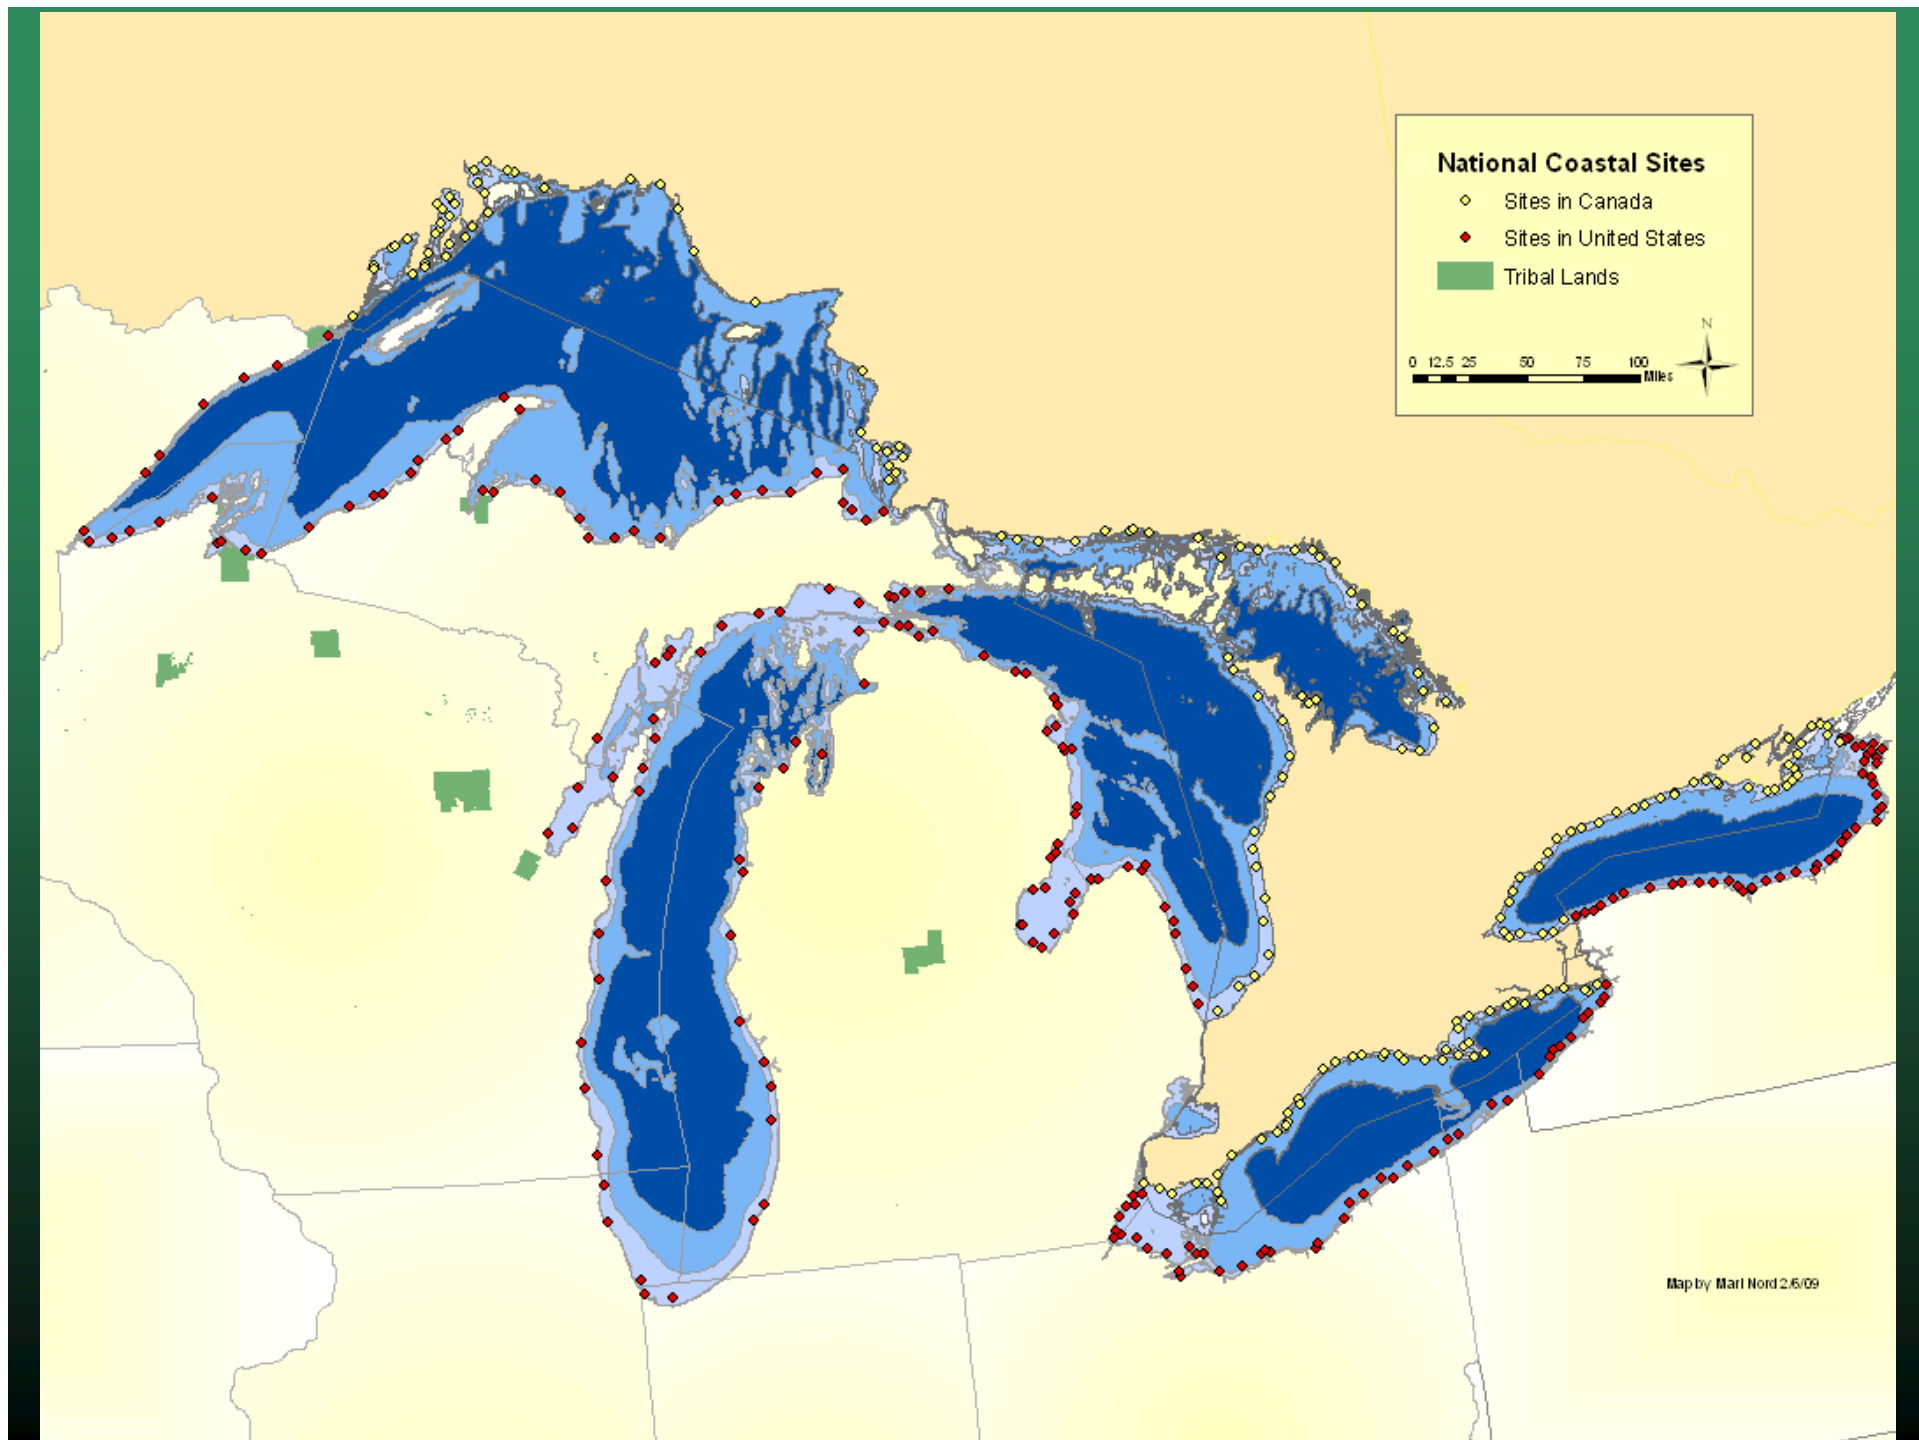 National Coastal Sites
Sites in Canada
Sites in United States
Tribal Lands
N
0 12.5 25 50 75 100
Miles
Map by Mari Nord 2/6/09